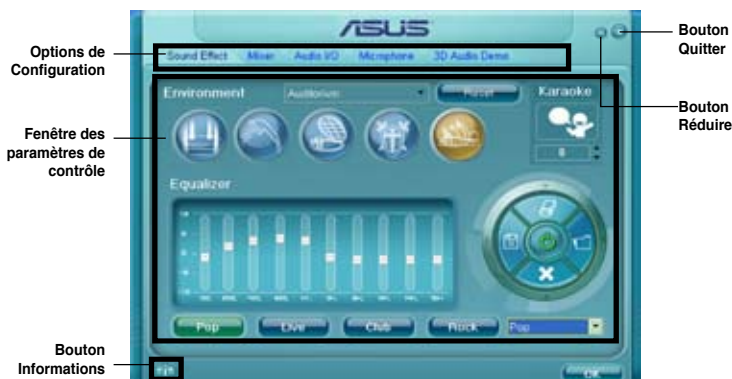 ASUS
Options de
Configuration
Sound Effect Mixer Audio I/O Microphone 3D Audio Demo
Bouton
Quitter
Bouton
Réduire
Environment Auditorium Reset Karaoke
0
Fenêtre des
paramètres de
contrôle
Equalizer
Pop Live Club Rock Pop
Bouton
Informations
OK